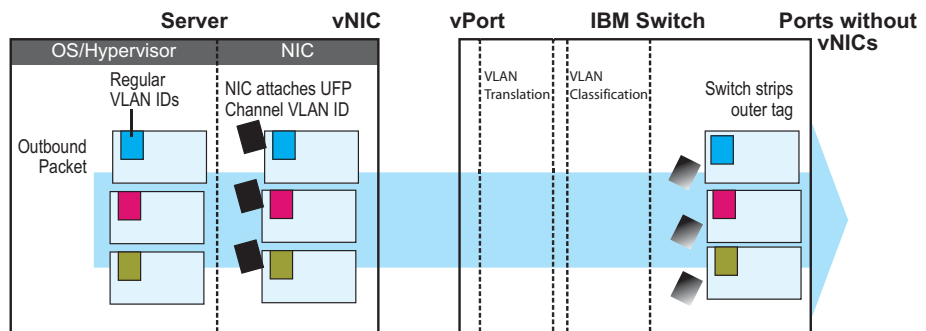 Server
vNIC
vPort
IBM Switch
Ports without
vNICs
OS/Hypervisor
NIC
Regular
VLAN IDs
NIC attaches UFP
Channel VLAN ID
VLAN
Translation
VLAN
Classification
Switch strips
outer tag
Outbound
Packet